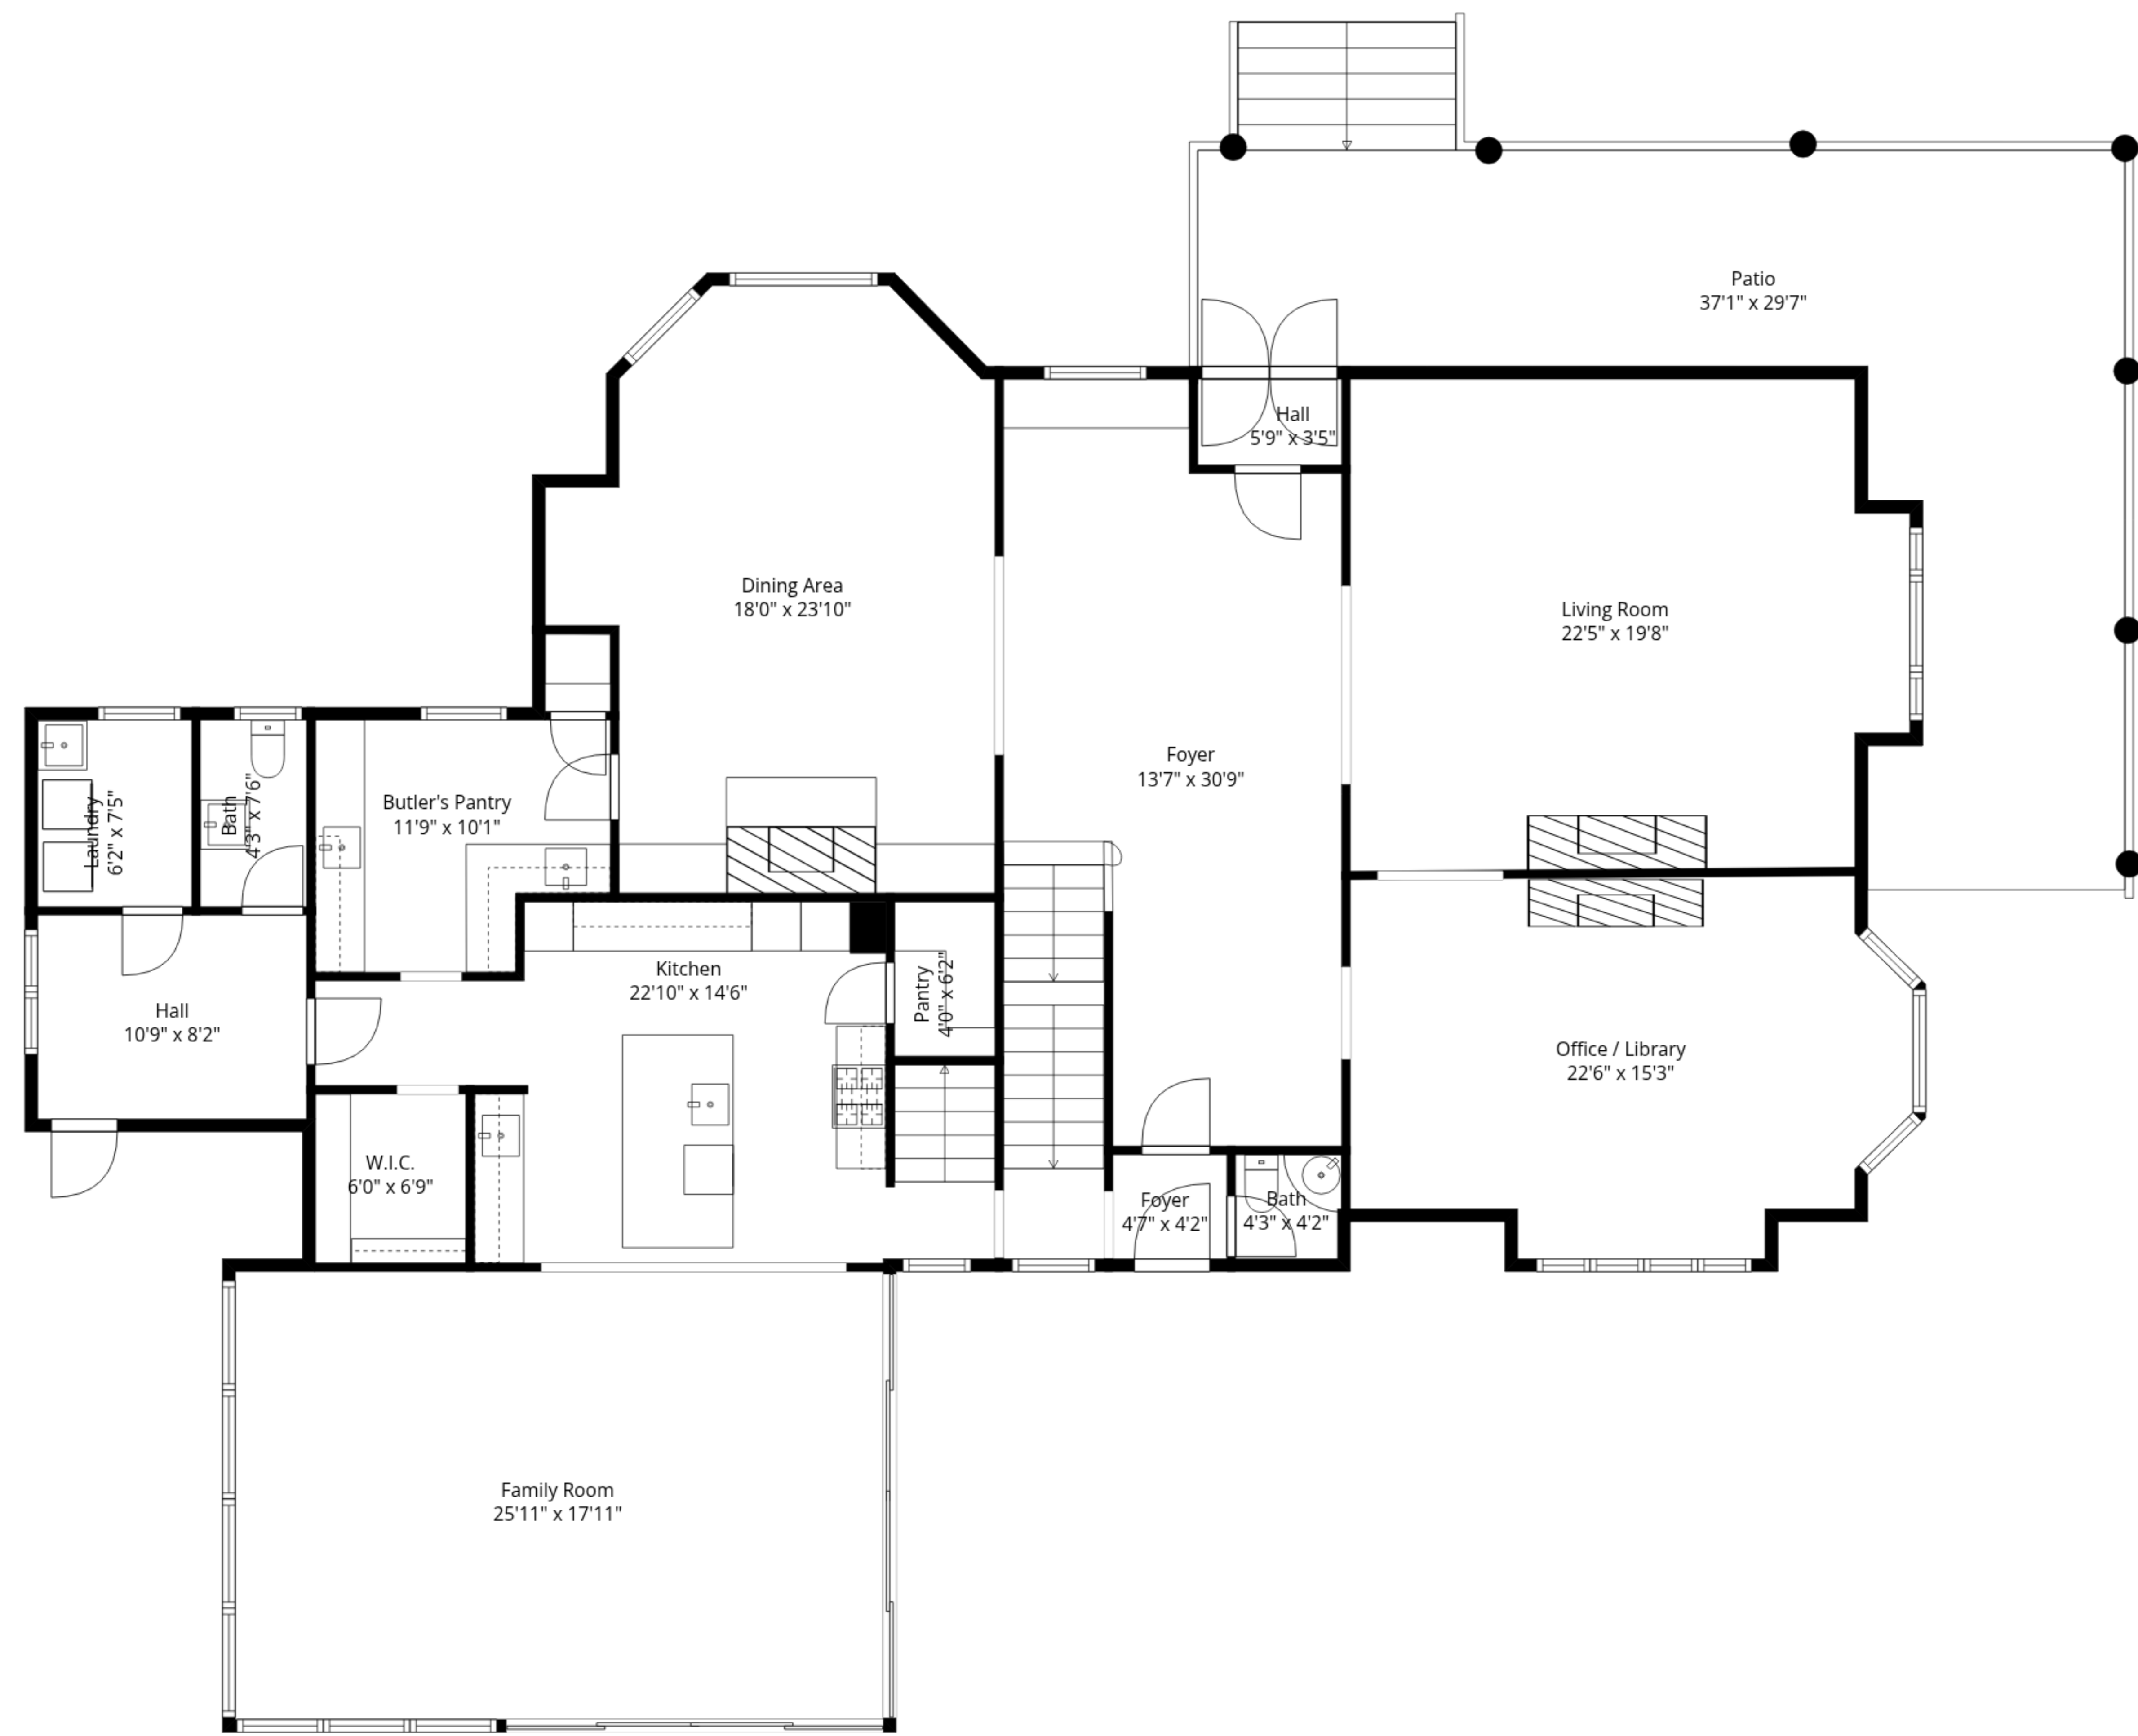 Patio
37'1" x 29'7"
Hall
5'9" x 3'5"
Dining Area
18'0" x 23'10"
Living Room
22'5" x 19'8"
Foyer
13'7" x 30'9"
Butler's Pantry
11'9" x 10'1"
Laundry
6'2" x 7'5"
Bath
4'3" x 7'6"
Kitchen
22'10" x 14'6"
Pantry
4'0" x 6'2"
Hall
10'9" x 8'2"
Office / Library
22'6" x 15'3"
W.I.C.
6'0" x 6'9"
Foyer
4'7" x 4'2"
Bath
4'3" x 4'2"
Family Room
25'11" x 17'11"